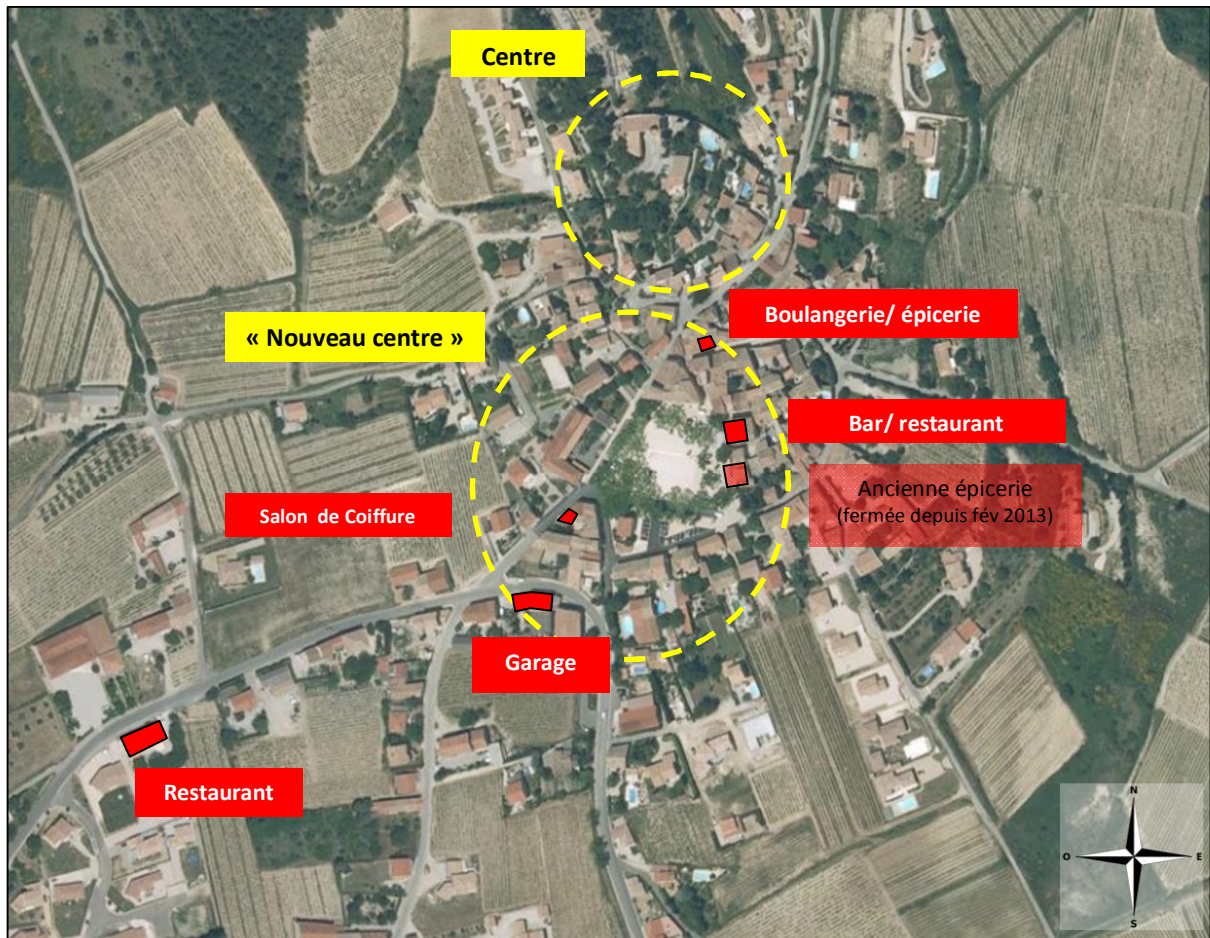 Centre
Boulangerie/ épicerie
« Nouveau centre »
Bar/ restaurant
Ancienne épicerie
(fermée depuis fév 2013)
Salon de Coiffure
Garage
Restaurant
N
O
E
S